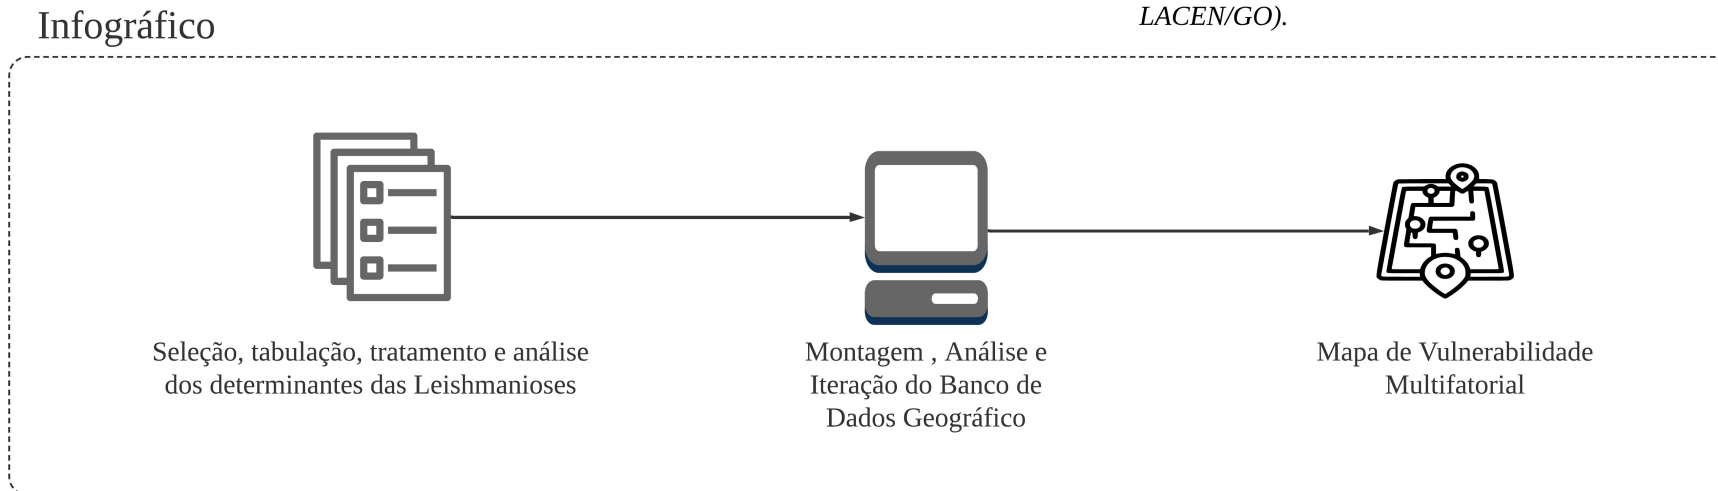 LACEN/GO).
Infográfico
Seleção, tabulação, tratamento e análise
dos determinantes das Leishmanioses
Montagem , Análise e
Iteração do Banco de
Dados Geográfico
Mapa de Vulnerabilidade
Multifatorial